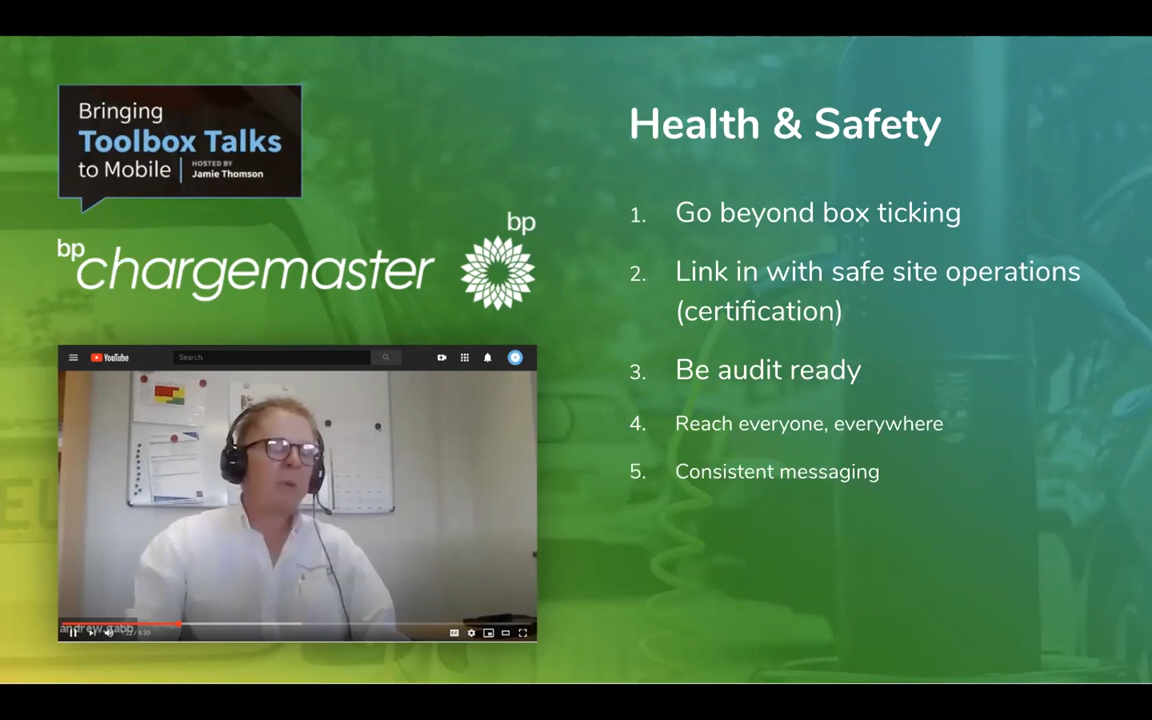 Bringing
Toolbox Talks
to Mobile
HOSTED BY
Jamie Thomson
bp
bp chargemaster
YouTube
Search
andrew gabb
Health & Safety
1. Go beyond box ticking
2. Link in with safe site operations
(certification)
3. Be audit ready
4. Reach everyone, everywhere
5. Consistent messaging